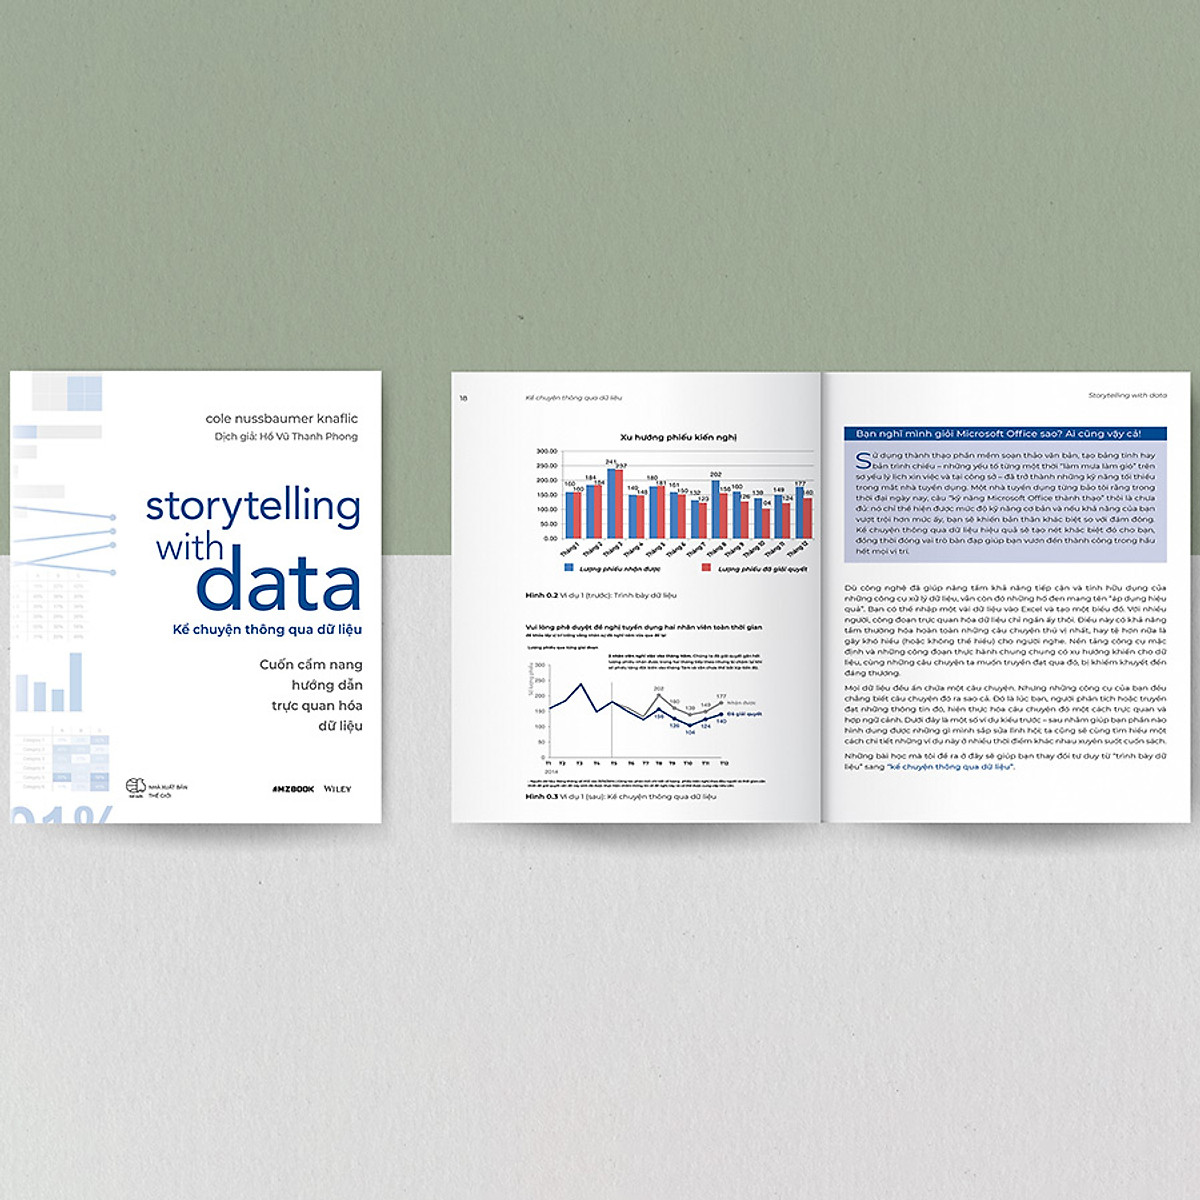 cole nussbaumer knaflic
Dịch giả: Hồ Vũ Thanh Phong
storytelling
with
data
Kể chuyện thông qua dữ liệu
Cuốn cẩm nang
hướng dẫn
trực quan hóa
dữ liệu
NHÀ XUẤT BẢN
THẾ GIỚI
#MZBOOK WILEY
91%
18 Kể chuyện thông qua dữ liệu
Xu hướng phiếu kiến nghị
300.00
250.00
200.00
150.00
100.00
50.00
0.00
160 160 184 184 241 237 149 148 180 181 161 150 132 123 202 156 160 126 139 104 149 124 177 140
Tháng 1 Tháng 2 Tháng 3 Tháng 4 Tháng 5 Tháng 6 Tháng 7 Tháng 8 Tháng 9 Tháng 10 Tháng 11 Tháng 12
Lượng phiếu nhận được Lượng phiếu đã giải quyết
Hình 0.2 Ví dụ 1 (trước): Trình bày dữ liệu
Vui lòng phê duyệt đề nghị tuyển dụng hai nhân viên toàn thời gian
Lượng phiếu qua từng giai đoạn
2 nhân viên nghỉ việc vào tháng Năm.
Số lượng phiếu
300
250
200
150
100
50
0
202
160
139
149
177
Nhận được
156
126
104
124
140
Đã giải quyết
T1 T2 T3 T4 T5 T6 T7 T8 T9 T10 T11 T12
2014
Hình 0.3 Ví dụ 1 (sau): Kể chuyện thông qua dữ liệu
Storytelling with data
Bạn nghĩ mình giỏi Microsoft Office sao? Ai cũng vậy cả!
Sử dụng thành thạo phần mềm soạn thảo văn bản, tạo bảng tính hay
bản trình chiếu – những yếu tố từng một thời "làm mưa làm gió" trên
sơ yếu lý lịch xin việc và tại công sở – đã trở thành những kỹ năng tối thiểu
trong mắt nhà tuyển dụng. Một nhà tuyển dụng từng bảo tôi rằng trong
thời đại ngày nay, câu "kỹ năng Microsoft Office thành thạo" thôi là chưa
đủ: nó chỉ thể hiện được mức độ kỹ năng cơ bản và nếu khả năng của bạn
vượt trội hơn mức ấy, bạn sẽ khiến bản thân khác biệt so với đám đông.
Kể chuyện thông qua dữ liệu hiệu quả sẽ tạo nét khác biệt đó cho bạn,
đồng thời đóng vai trò bàn đạp giúp bạn vươn đến thành công trong hầu
hết mọi vị trí.
Dù công nghệ đã giúp nâng tầm khả năng tiếp cận và tính hữu dụng của
những công cụ xử lý dữ liệu, vẫn còn đó những hố đen mang tên "áp dụng hiệu
quả". Bạn có thể nhập một vài dữ liệu vào Excel và tạo một biểu đồ. Với nhiều
người, công đoạn trực quan hóa dữ liệu chỉ ngắn ấy thôi. Điều này có khả năng
tầm thường hóa hoàn toàn những câu chuyện thú vị nhất, hay tệ hơn nữa là
gây khó hiểu (hoặc không thể hiểu) cho người nghe. Nền tảng công cụ mặc
định và những công đoạn thực hành chung chung có xu hướng khiến cho dữ
liệu, cùng những câu chuyện ta muốn truyền đạt qua đó, bị khiếm khuyết đến
đáng thương.
Mọi dữ liệu đều ẩn chứa một câu chuyện. Nhưng những công cụ của bạn đều
chẳng biết câu chuyện đó ra sao cả. Đó là lúc bạn, người phân tích hoặc truyền
đạt những thông tin đó, hiện thực hóa câu chuyện đó một cách trực quan và
hợp ngữ cảnh. Dưới đây là một số ví dụ kiểu trước – sau nhằm giúp bạn phần nào
hình dung được những gì mình sắp sửa lĩnh hội; ta cũng sẽ cùng tìm hiểu một
cách chi tiết những ví dụ này ở nhiều thời điểm khác nhau xuyên suốt cuốn sách.
Những bài học mà tôi đề ra ở đây sẽ giúp bạn thay đổi tư duy từ "trình bày dữ
liệu" sang "kể chuyện thông qua dữ liệu".